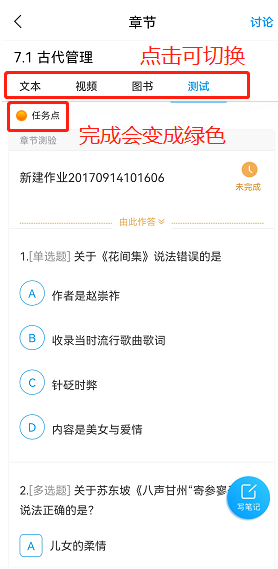 章节
讨论
7.1 古代管理
点击可切换
文本 视频 图书 测试
任务点
完成会变成绿色
章节测验
新建作业20170914101606
未完成
由此作答
1.[单选题] 关于《花间集》说法错误的是
A 作者是赵崇祚
B 收录当时流行歌曲歌词
C 针砭时弊
D 内容是美女与爱情
2.[多选题] 关于苏东坡《八声甘州“寄参寥
说法正确的是?
写笔记
A 儿女的柔情